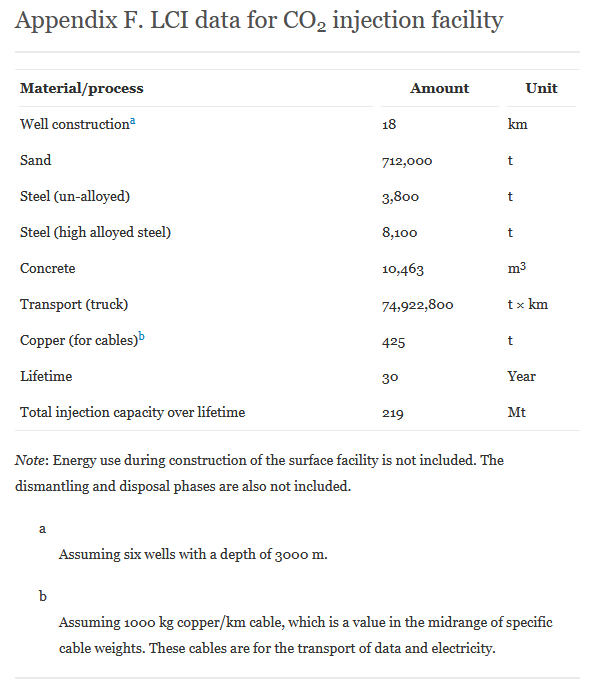 Appendix F. LCI data for CO₂ injection facility
Material/process Amount Unit
Well constructionᵃ 18 km
Sand 712,000 t
Steel (un-alloyed) 3,800 t
Steel (high alloyed steel) 8,100 t
Concrete 10,463 m³
Transport (truck) 74,922,800 t × km
Copper (for cables)ᵇ 425 t
Lifetime 30 Year
Total injection capacity over lifetime 219 Mt
Note: Energy use during construction of the surface facility is not included. The
dismantling and disposal phases are also not included.
a
Assuming six wells with a depth of 3000 m.
b
Assuming 1000 kg copper/km cable, which is a value in the midrange of specific
cable weights. These cables are for the transport of data and electricity.